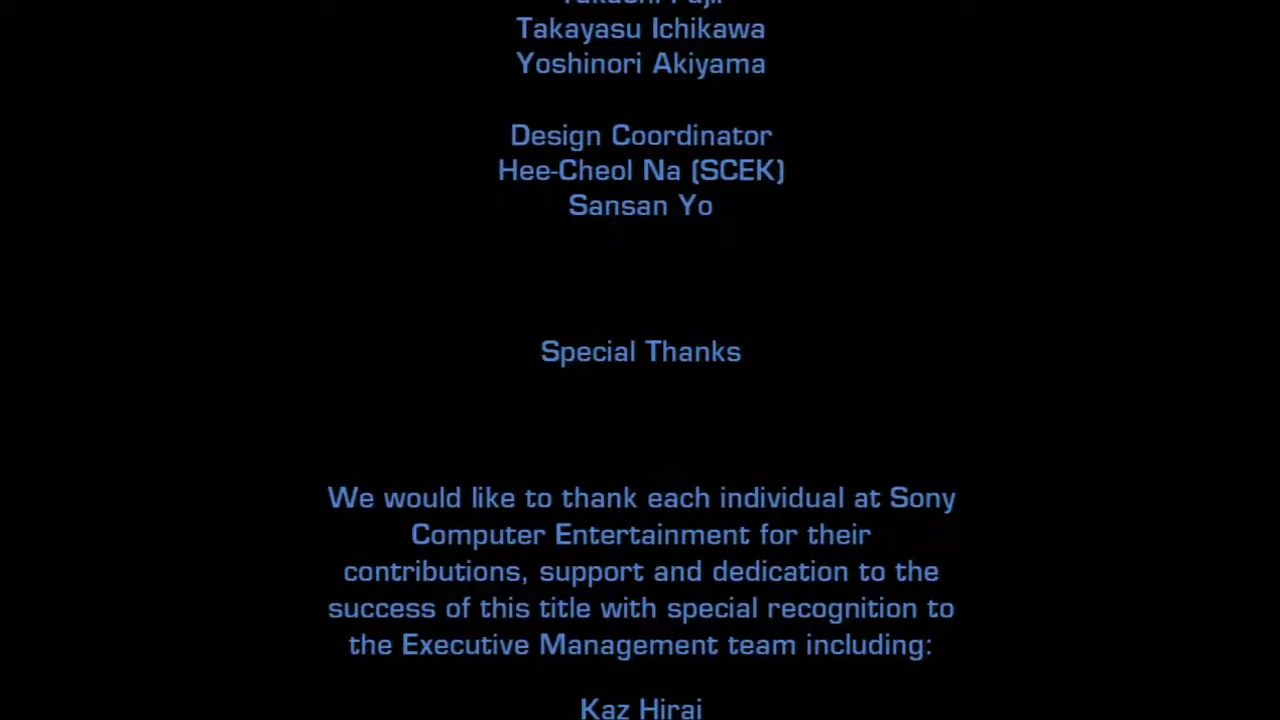 Takayasu Ichikawa
Yoshinori Akiyama
Design Coordinator
Hee-Cheol Na (SCEK)
Sansan Yo
Special Thanks
We would like to thank each individual at Sony
Computer Entertainment for their
contributions, support and dedication to the
success of this title with special recognition to
the Executive Management team including:
Kaz Hirai